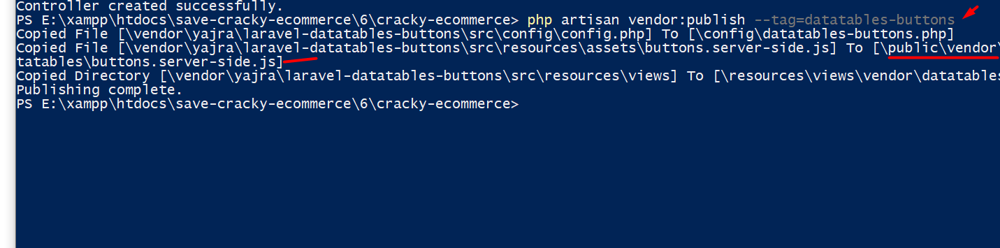 Controller created successfully.
PS E:\xampp\htdocs\save-cracky-ecommerce\6\cracky-ecommerce> php artisan vendor:publish --tag=datatables-buttons
Copied File [\vendor\yajra\laravel-datatables-buttons\src\config\config.php] To [\config\datatables-buttons.php]
Copied File [\vendor\yajra\laravel-datatables-buttons\src\resources\assets\buttons.server-side.js] To [\public\vendor\
tatables\buttons.server-side.js]
Copied Directory [\vendor\yajra\laravel-datatables-buttons\src\resources\views] To [\resources\views\vendor\datatables
Publishing complete.
PS E:\xampp\htdocs\save-cracky-ecommerce\6\cracky-ecommerce>